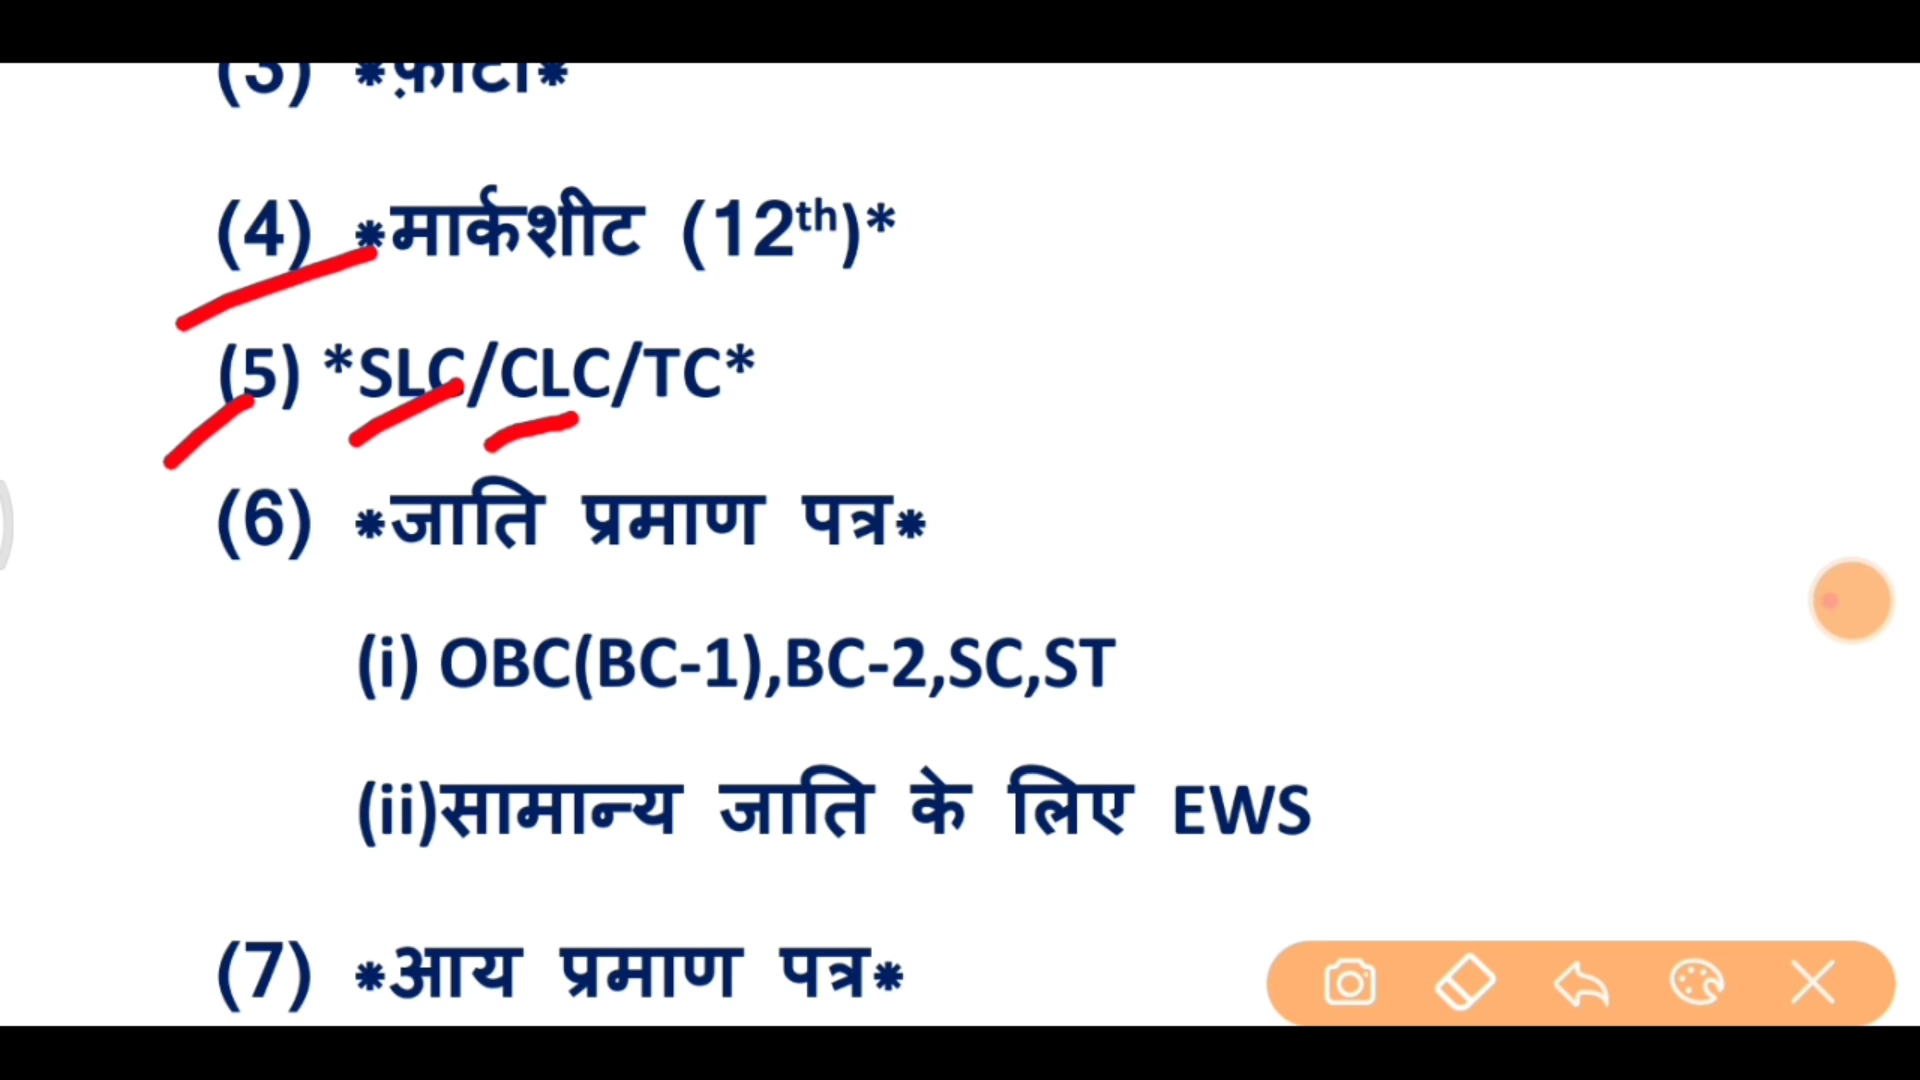 (3) *फ़ोटो*
(4) *मार्कशीट (12th)*
(5) *SLC/CLC/TC*
(6) *जाति प्रमाण पत्र*
(i) OBC(BC-1),BC-2,SC,ST
(ii)सामान्य जाति के लिए EWS
(7) *आय प्रमाण पत्र*